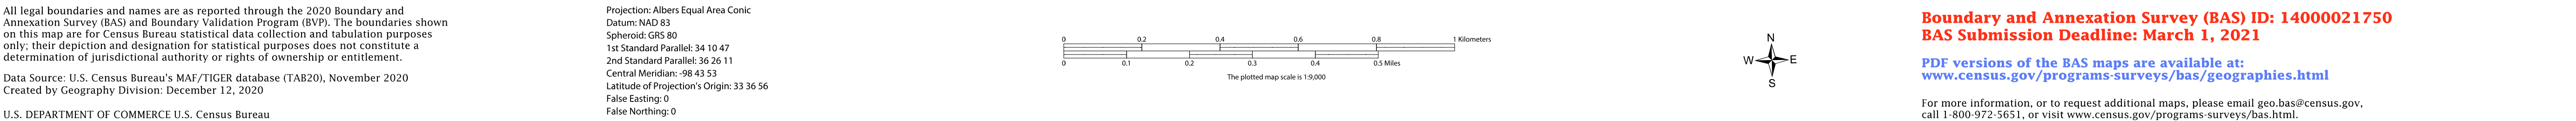 All legal boundaries and names are as reported through the 2020 Boundary and
Annexation Survey (BAS) and Boundary Validation Program (BVP). The boundaries shown
on this map are for Census Bureau statistical data collection and tabulation purposes
only; their depiction and designation for statistical purposes does not constitute a
determination of jurisdictional authority or rights of ownership or entitlement.
Data Source: U.S. Census Bureau's MAF/TIGER database (TAB20), November 2020
Created by Geography Division: December 12, 2020
U.S. DEPARTMENT OF COMMERCE U.S. Census Bureau
Projection: Albers Equal Area Conic
Datum: NAD 83
Spheroid: GRS 80
1st Standard Parallel: 34 10 47
2nd Standard Parallel: 36 26 11
Central Meridian: -98 43 53
Latitude of Projection's Origin: 33 36 56
False Easting: 0
False Northing: 0
0 0.2 0.4 0.6 0.8 1 Kilometers
0 0.1 0.2 0.3 0.4 0.5 Miles
The plotted map scale is 1:9,000
N
W E
S
Boundary and Annexation Survey (BAS) ID: 14000021750
BAS Submission Deadline: March 1, 2021
PDF versions of the BAS maps are available at:
www.census.gov/programs-surveys/bas/geographies.html
For more information, or to request additional maps, please email geo.bas@census.gov,
call 1-800-972-5651, or visit www.census.gov/programs-surveys/bas.html.